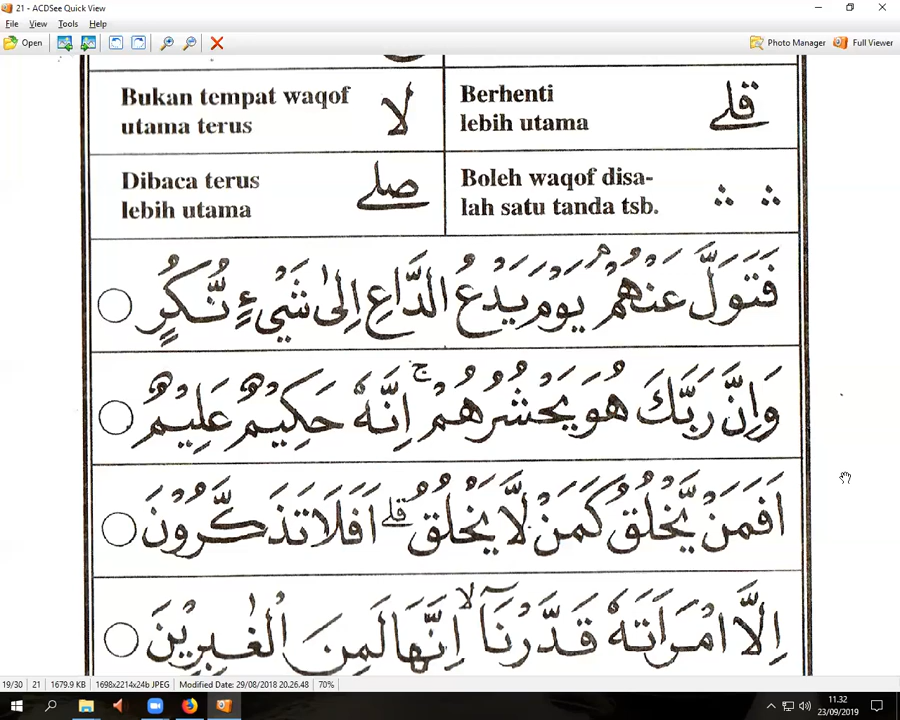 21 - ACDSee Quick View
File View Tools Help
Open Photo Manager Full Viewer
Bukan tempat waqof
utama terus
لا
Berhenti
lebih utama
قلے
Dibaca terus
lebih utama
صلے
Boleh waqof disa-
lah satu tanda tsb.
ۛ ۛ
فَتَوَلَّ عَنْهُمْ ۘ يَوْمَ يَدْعُ الدَّاعِ اِلٰى شَيْءٍ نُّكُرٍ
وَاِنَّ رَبَّكَ هُوَ يَحْشُرُهُمْ ۚ اِنَّهٗ حَكِيْمٌ عَلِيْمٌ
اَفَمَنْ يَّخْلُقُ كَمَنْ لَّا يَخْلُقُ ۗ اَفَلَا تَذَكَّرُوْنَ
اِلَّا امْرَاَتَهٗ قَدَّرْنَآ ۙ اِنَّهَا لَمِنَ الْغٰبِرِيْنَ
19/30 21 1679.9 KB 1698x2214x24b JPEG Modified Date: 29/08/2018 20.26.48 70%
11.32
23/09/2019